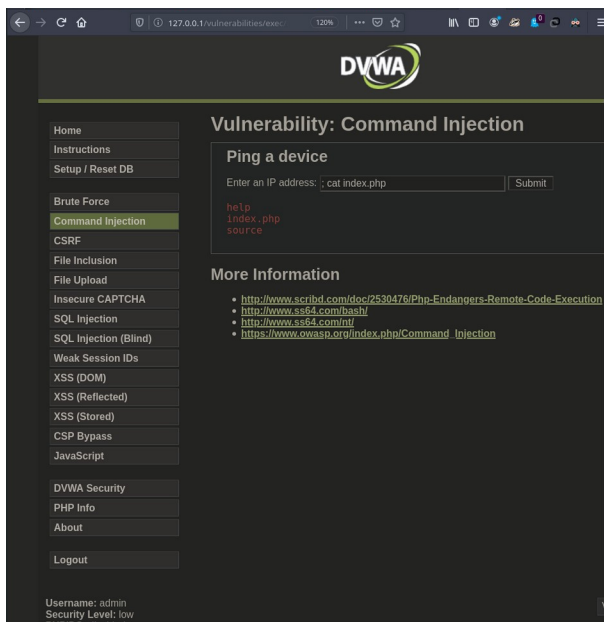 127.0.0.1/vulnerabilities/exec
120%
DVWA
Home
Instructions
Setup / Reset DB
Brute Force
Command Injection
CSRF
File Inclusion
File Upload
Insecure CAPTCHA
SQL Injection
SQL Injection (Blind)
Weak Session IDs
XSS (DOM)
XSS (Reflected)
XSS (Stored)
CSP Bypass
JavaScript
DVWA Security
PHP Info
About
Logout
Vulnerability: Command Injection
Ping a device
Enter an IP address: ; cat index.php Submit
help
index.php
source
More Information
http://www.scribd.com/doc/2530476/Php-Endangers-Remote-Code-Execution
http://www.ss64.com/bash/
http://www.ss64.com/nt/
https://www.owasp.org/index.php/Command_Injection
Username: admin
Security Level: low